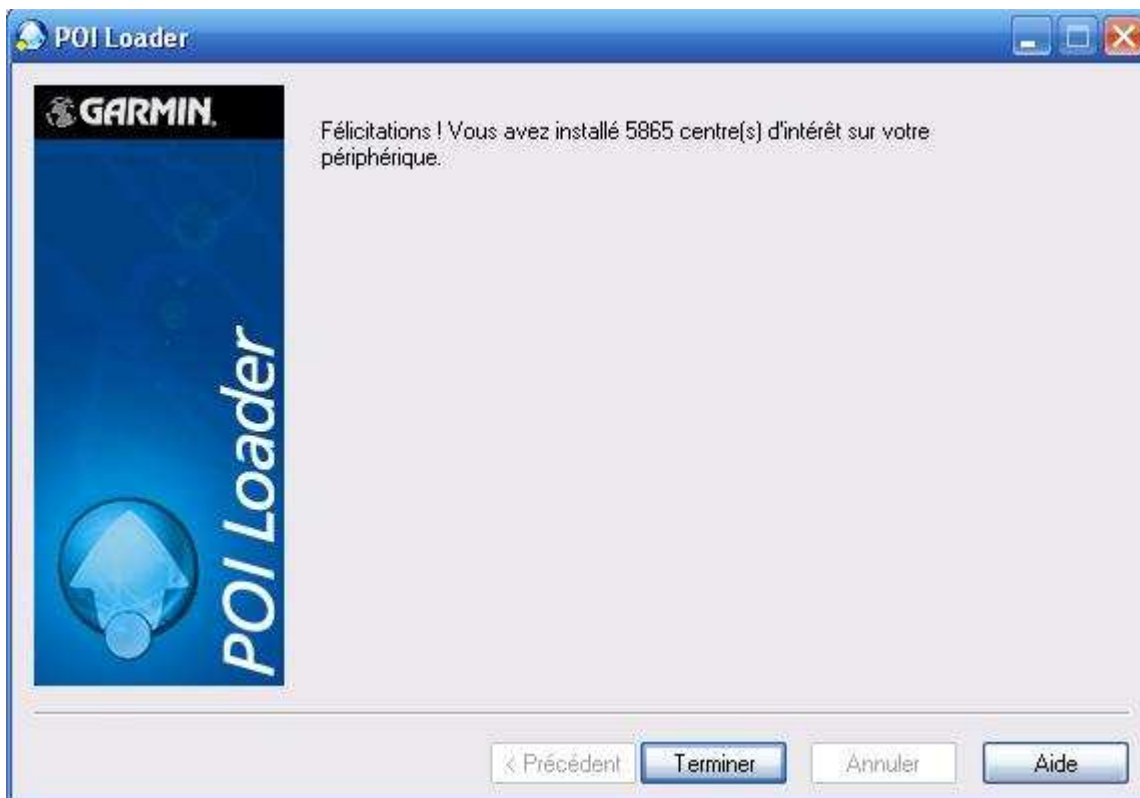 POI Loader
GARMIN.
POI Loader
Félicitations ! Vous avez installé 5865 centre(s) d'intérêt sur votre
périphérique.
< Précédent
Terminer
Annuler
Aide